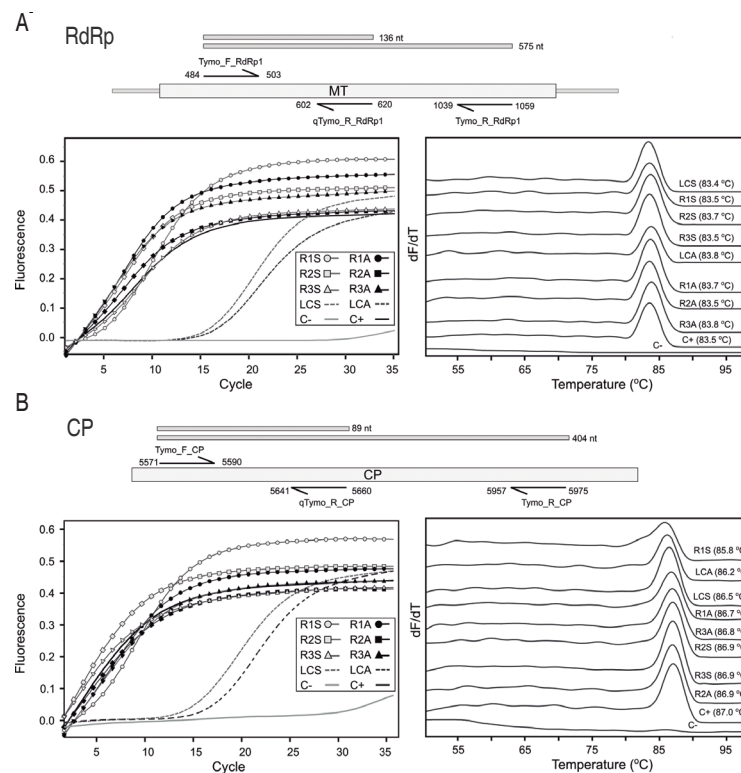 A-
RdRp
136 nt
575 nt
Tymo_F_RdRp1
484 503
MT
602 620 1039 1059
qTymo_R_RdRp1 Tymo_R_RdRp1
Fluorescence
0.6
0.5
0.4
0.3
0.2
0.1
0.0
5 10 15 20 25 30 35
Cycle
R1S R1A
R2S R2A
R3S R3A
LCS LCA
C- C+
dF/dT
LCS (83.4 °C)
R1S (83.5 °C)
R2S (83.7 °C)
R3S (83.5 °C)
LCA (83.8 °C)
R1A (83.7 °C)
R2A (83.5 °C)
R3A (83.8 °C)
C+ (83.5 °C)
C-
55 65 75 85 95
Temperature (°C)
B
CP
89 nt
404 nt
Tymo_F_CP
5571 5590
CP
5641 5660 5957 5975
qTymo_R_CP Tymo_R_CP
Fluorescence
0.6
0.5
0.4
0.3
0.2
0.1
0.0
5 10 15 20 25 30 35
Cycle
R1S R1A
R2S R2A
R3S R3A
LCS LCA
C- C+
dF/dT
R1S (85.8 °
LCA (86.2 °
LCS (86.5 °
R1A (86.7 °
R3A (86.8 °
R2S (86.9 °
R3S (86.9 °
R2A (86.9 °
C+ (87.0 °
C-
55 65 75 85 95
Temperature (°C)